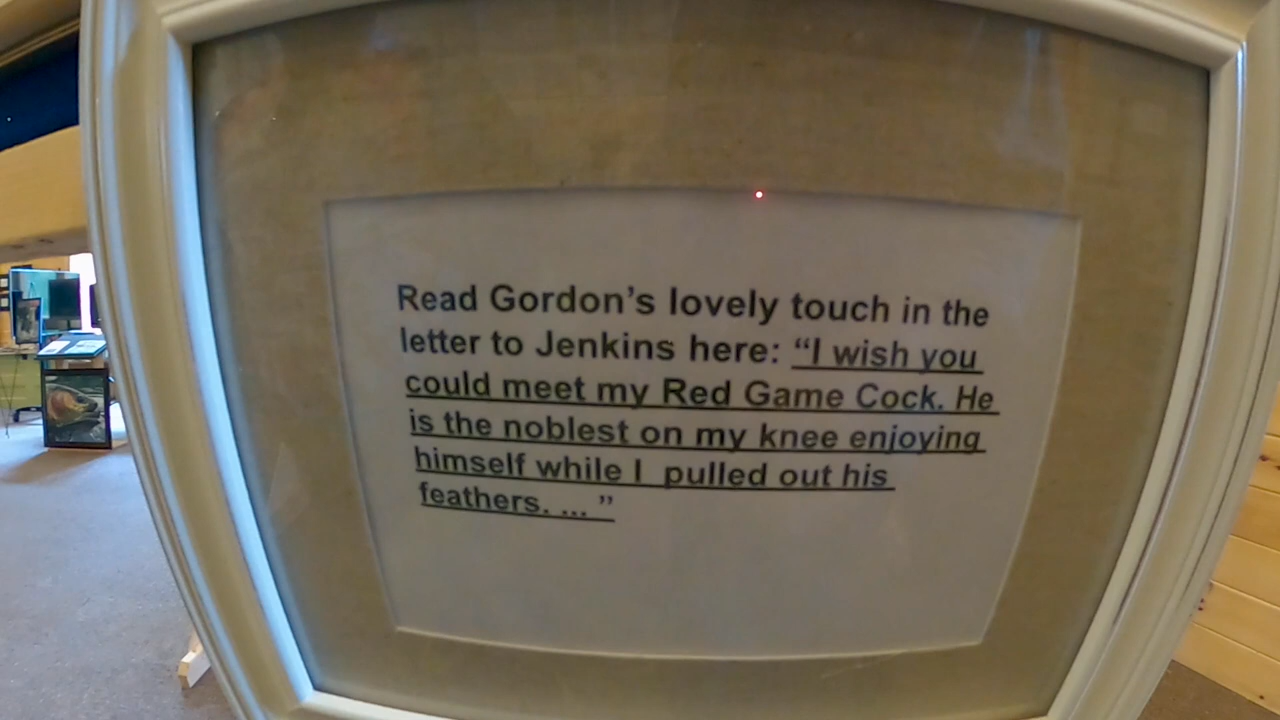 Read Gordon's lovely touch in the
letter to Jenkins here: “I wish you
could meet my Red Game Cock. He
is the noblest on my knee enjoying
himself while I pulled out his
feathers. ... ”